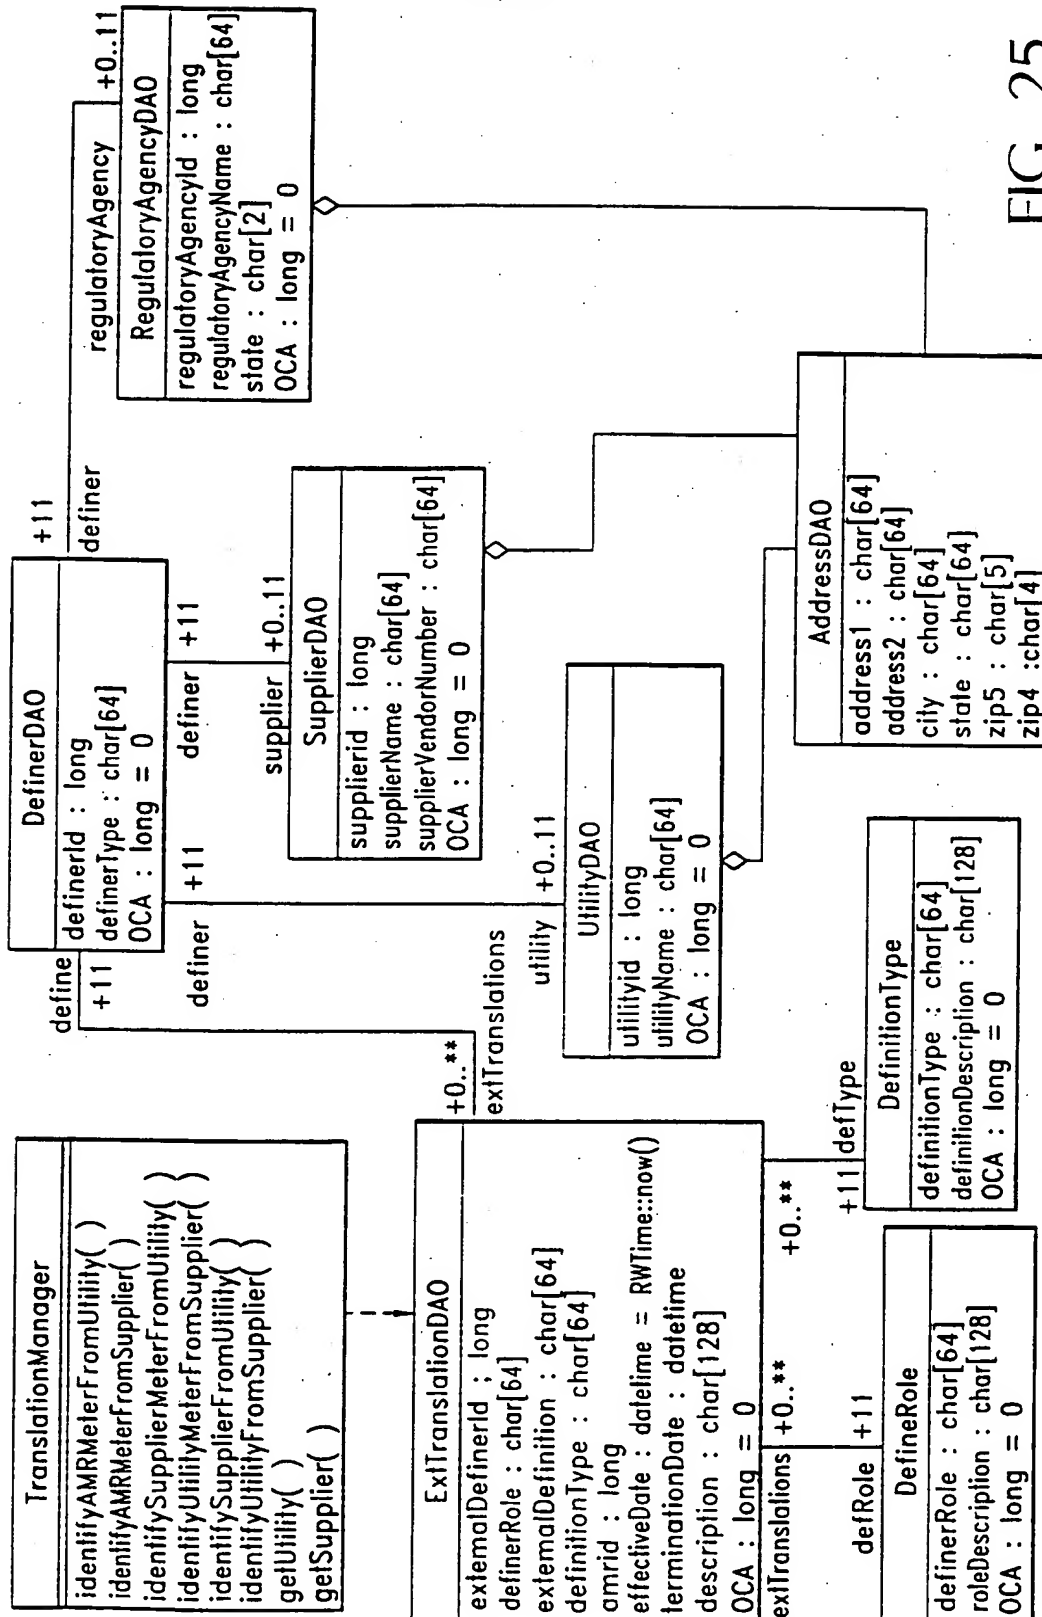 TranslationManager
identifyAMRMeterFromUtility( )
identifyAMRMeterFromSupplier( )
identifySupplierMeterFromUtility( )
identifyUtilityMeterFromSupplier( )
identifySupplierFromUtility( )
identifyUtilityFromSupplier( )
getUtility( )
getSupplier( )
ExtTranslationDAO
externalDefinerId ; long
definerRole : char[64]
externalDefinition : char[64]
definitionType : char[64]
amrid : long
effectiveDate : datetime = RWTime::now()
terminationDate : datetime
description : char[128]
OCA : long = 0
extTranslations
+0..**
defRole
+11
DefineRole
definerRole : char[64]
roleDescription : char[128]
OCA : long = 0
+0..**
+11
defType
DefinitionType
definitionType : char[64]
definitionDescription : char[128]
OCA : long = 0
+0..**
extTranslations
define
+11
DefinerDAO
definerId : long
definerType : char[64]
OCA : long = 0
definer
+11
utility
+0..11
UtilityDAO
utilityid : long
utilityName : char[64]
OCA : long = 0
definer
+11
supplier
+0..11
SupplierDAO
supplierid : long
supplierName : char[64]
supplierVendorNumber : char[64]
OCA : long = 0
+11
definer
regulatoryAgency
+0..11
RegulatoryAgencyDAO
regulatoryAgencyId : long
regulatoryAgencyName : char[64]
state : char[2]
OCA : long = 0
AddressDAO
address1 : char[64]
address2 : char[64]
city : char[64]
state : char[64]
zip5 : char[5]
zip4 :char[4]
FIG. 25